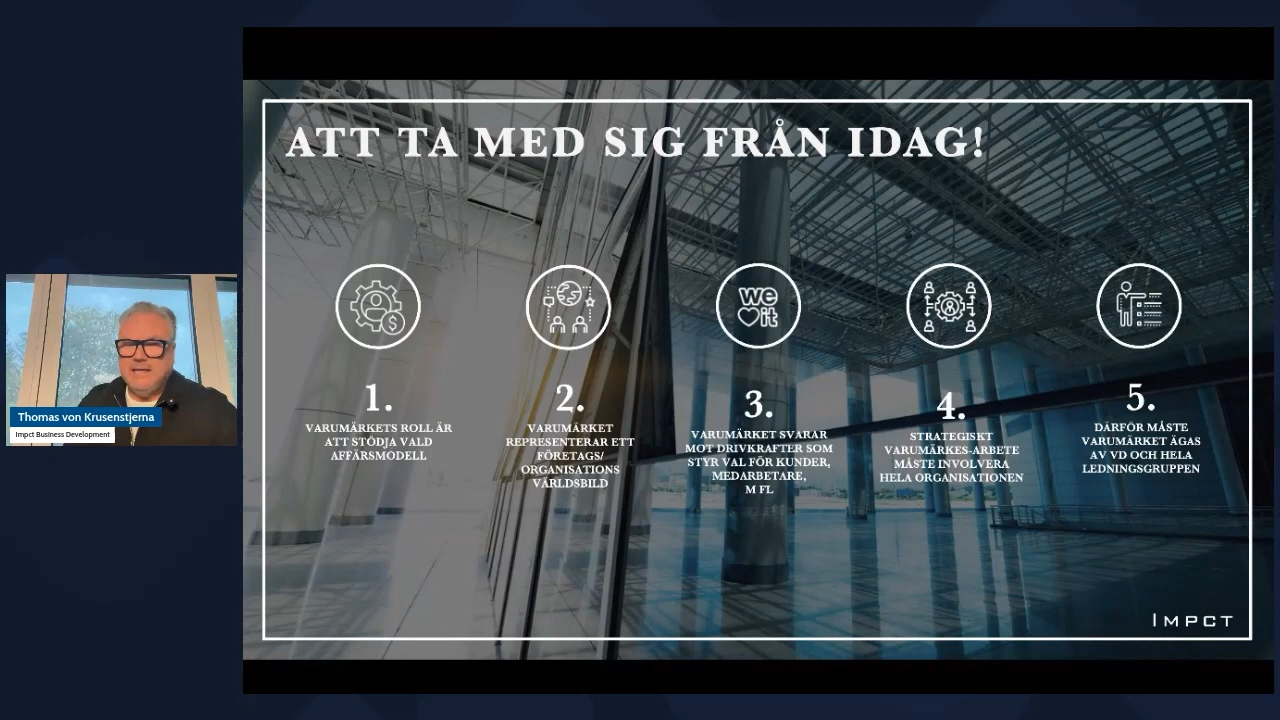 ATT TA MED SIG FRÅN IDAG!
we
it
$
1.
VARUMÄRKETS ROLL ÄR
ATT STÖDJA VALD
AFFÄRSMODELL
2.
VARUMÄRKET
REPRESENTERAR ETT
FÖRETAGS/
ORGANISATIONS
VÄRLDSBILD
3.
VARUMÄRKET SVARAR
MOT DRIVKRAFTER SOM
STYR VAL FÖR KUNDER,
MEDARBETARE,
M FL
4.
STRATEGISKT
VARUMÄRKES-ARBETE
MÅSTE INVOLVERA
HELA ORGANISATIONEN
5.
DÄRFÖR MÅSTE
VARUMÄRKET ÄGAS
AV VD OCH HELA
LEDNINGSGRUPPEN
Thomas von Krusenstjerna
Impct Business Development
IMPCT